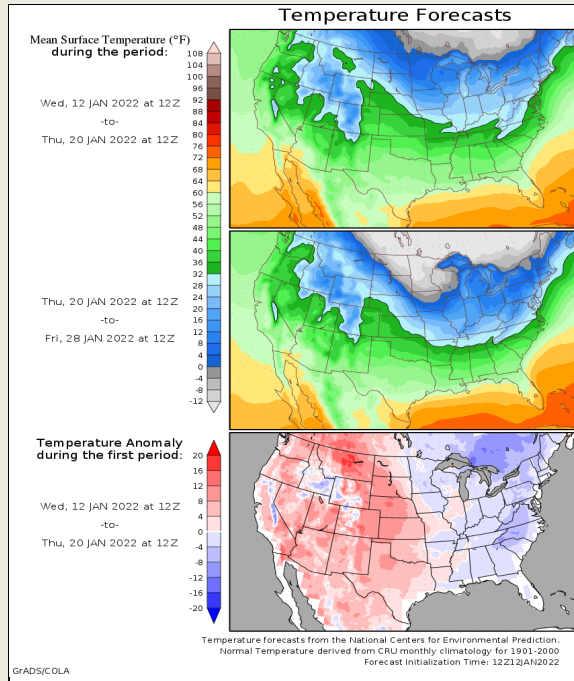 Temperature Forecasts
Mean Surface Temperature (°F)
during the period:
108
104
100
96
92
88
84
80
76
72
68
64
60
56
52
48
44
40
36
32
28
24
20
16
12
8
4
0
-4
-8
-12
Wed, 12 JAN 2022 at 12Z
-to-
Thu, 20 JAN 2022 at 12Z
Thu, 20 JAN 2022 at 12Z
-to-
Fri, 28 JAN 2022 at 12Z
Temperature Anomaly
during the first period:
20
16
12
8
4
0
-4
-8
-12
-16
-20
Wed, 12 JAN 2022 at 12Z
-to-
Thu, 20 JAN 2022 at 12Z
Temperature forecasts from the National Centers for Environmental Prediction.
Normal Temperature derived from CRU monthly climatology for 1901-2000
Forecast Initialization Time: 12Z12JAN2022
GrADS/COLA